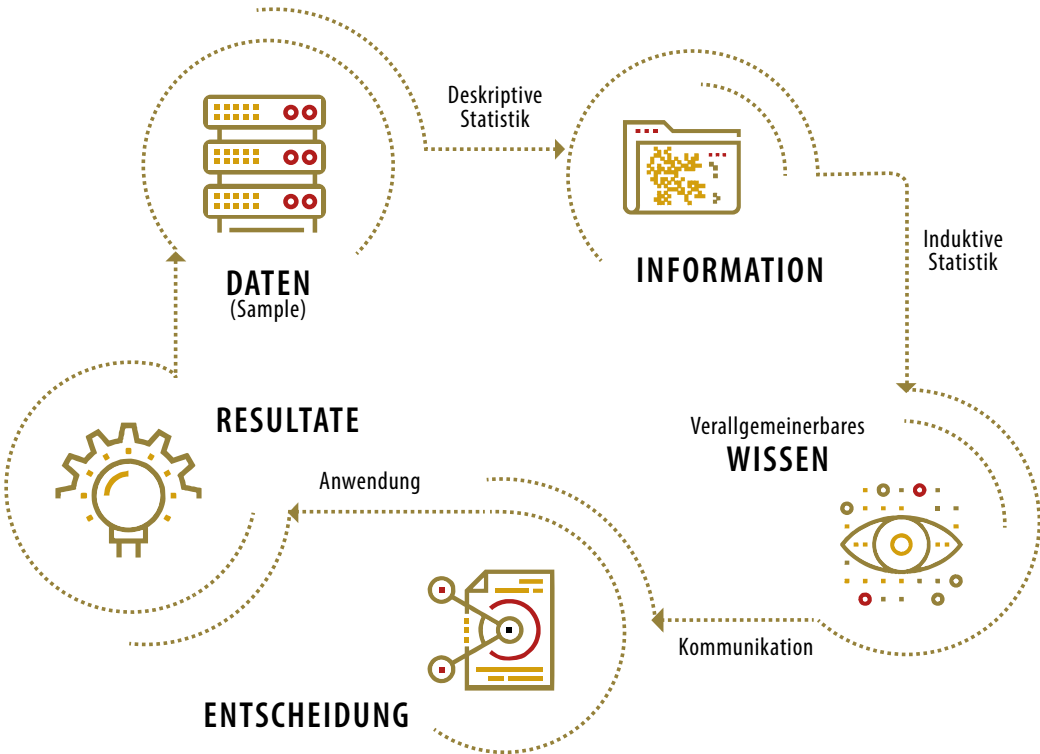 Deskriptive
Statistik
DATEN
(Sample)
INFORMATION
Induktive
Statistik
Verallgemeinerbares
WISSEN
Kommunikation
ENTSCHEIDUNG
Anwendung
RESULTATE